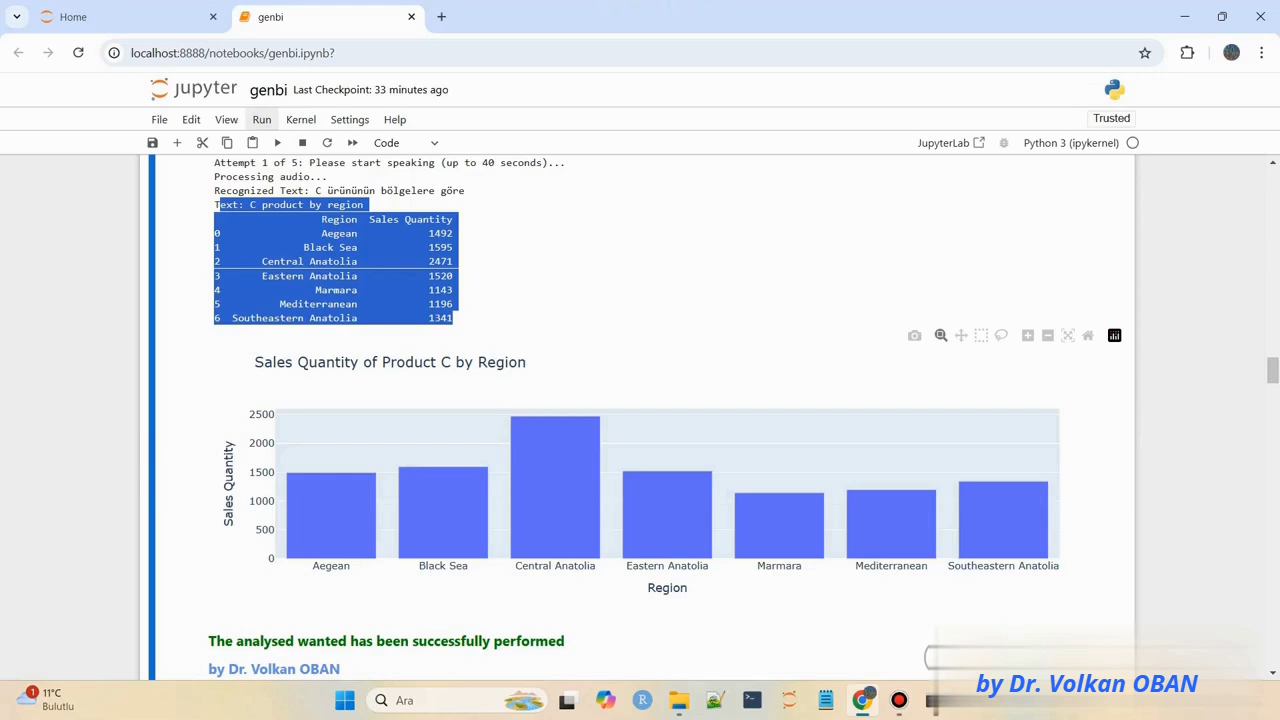 Home
genbi
localhost:8888/notebooks/genbi.ipynb?
jupyter genbi Last Checkpoint: 33 minutes ago
File Edit View Run Kernel Settings Help
Trusted
Code
JupyterLab
Python 3 (ipykernel)
Attempt 1 of 5: Please start speaking (up to 40 seconds)...
Processing audio...
Recognized Text: C ürününün bölgelere göre
Text: C product by region
Region Sales Quantity
0 Aegean 1492
1 Black Sea 1595
2 Central Anatolia 2471
3 Eastern Anatolia 1520
4 Marmara 1143
5 Mediterranean 1196
6 Southeastern Anatolia 1341
Sales Quantity of Product C by Region
Sales Quantity
2500
2000
1500
1000
500
0
Aegean Black Sea Central Anatolia Eastern Anatolia Marmara Mediterranean Southeastern Anatolia
Region
The analysed wanted has been successfully performed
by Dr. Volkan OBAN
by Dr. Volkan OBAN
1
11°C
Bulutlu
Ara
R